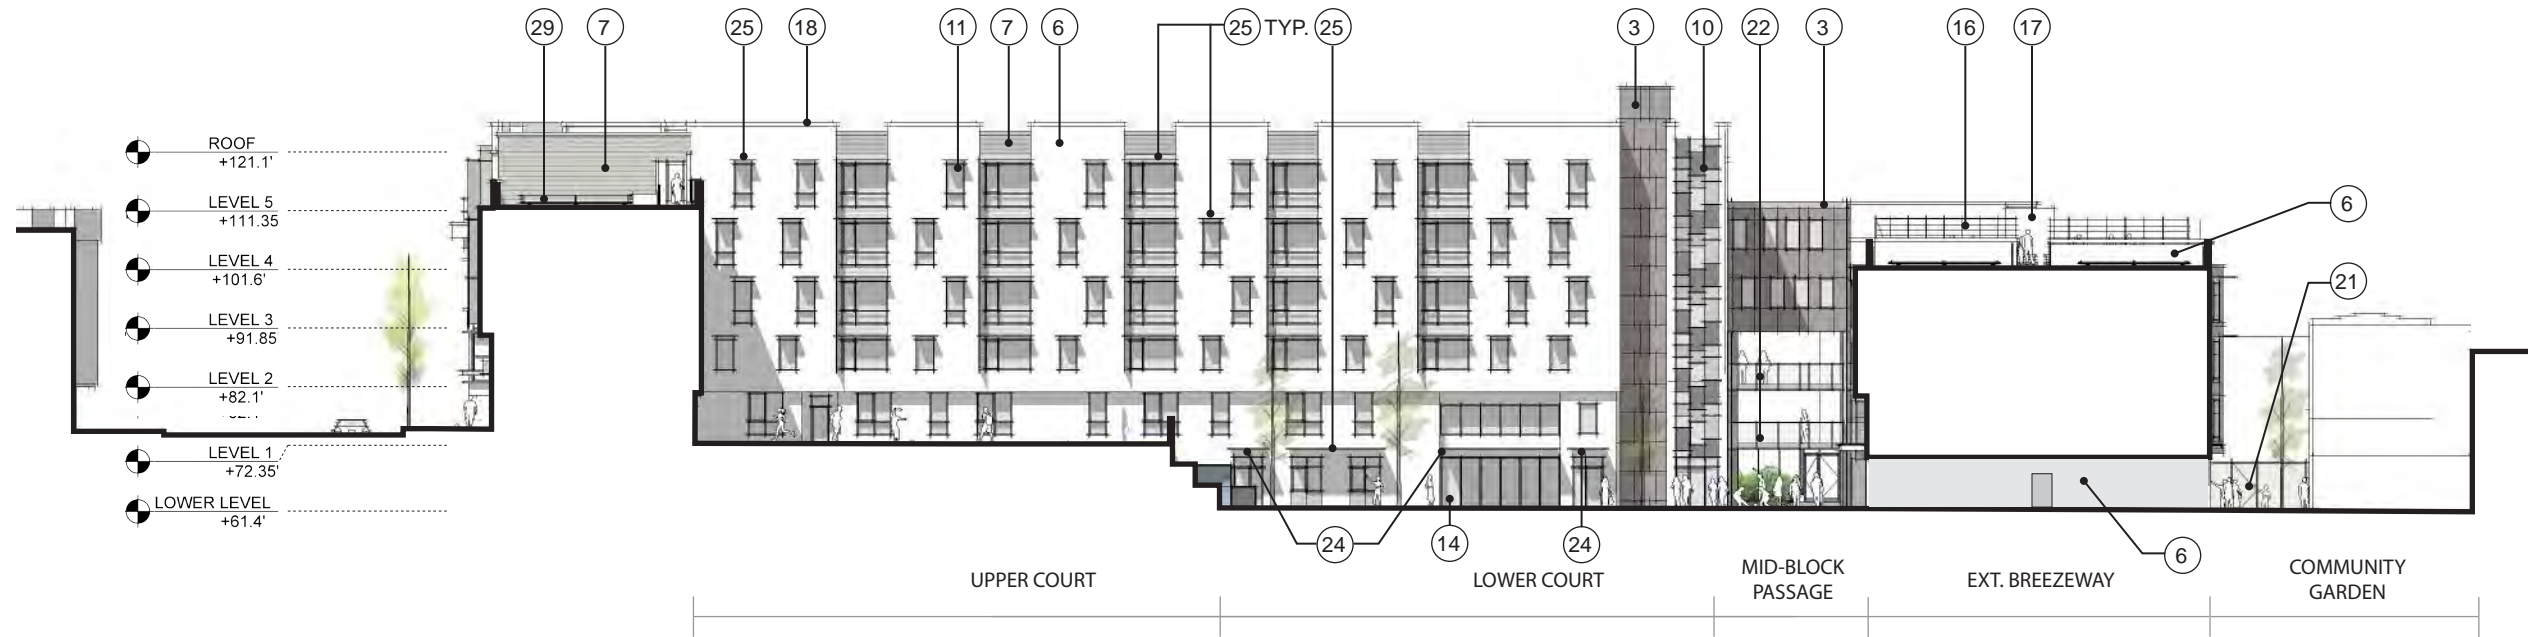 29 7 25 18 11 7 6 25 TYP. 25 3 10 22 3 16 17
ROOF
+121.1'
LEVEL 5
+111.35
6
LEVEL 4
+101.6'
21
LEVEL 3
+91.85
LEVEL 2
+82.1'
LEVEL 1
+72.35'
LOWER LEVEL
+61.4'
24 14 24 6
UPPER COURT
LOWER COURT
MID-BLOCK
PASSAGE
EXT. BREEZEWAY
COMMUNITY
GARDEN